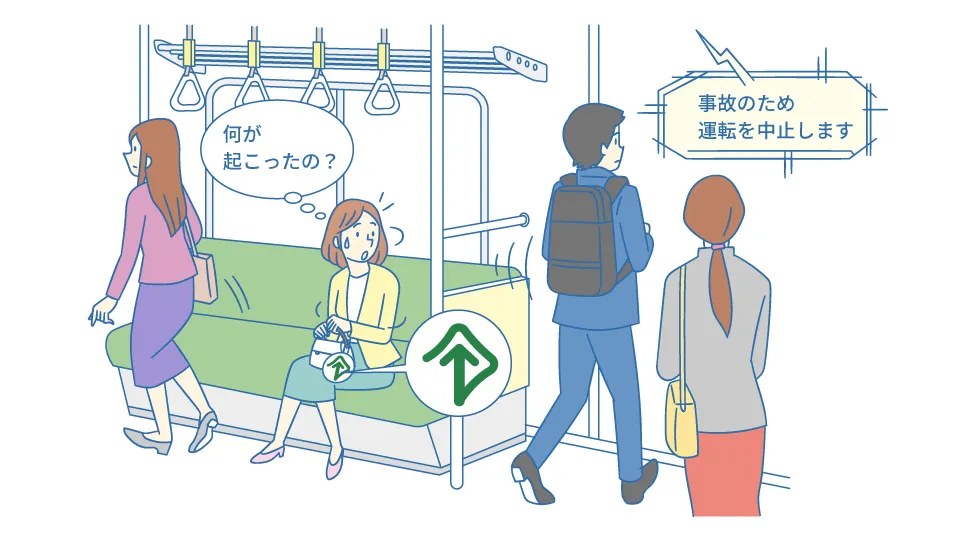 何が
起こったの？
事故のため
運転を中止します